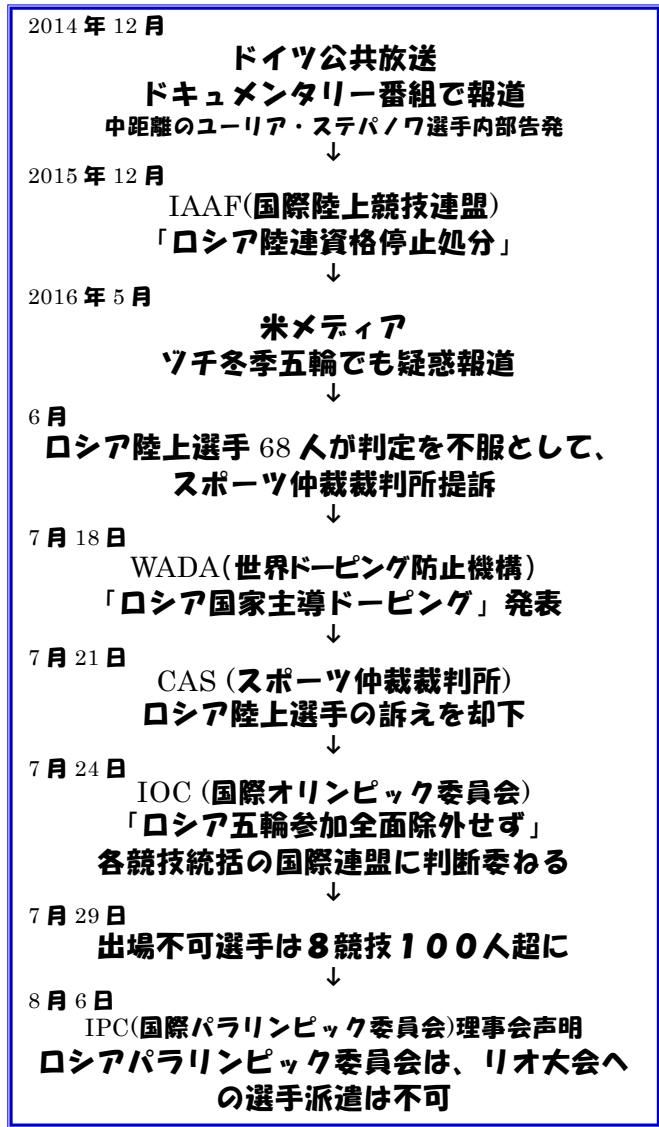 2014年12月
ドイツ公共放送
ドキュメンタリー番組で報道
中距離のユーリア・ステパノワ選手内部告発
↓
2015年12月
IAAF(国際陸上競技連盟)
「ロシア陸連資格停止処分」
↓
2016年5月
米メディア
ソチ冬季五輪でも疑惑報道
↓
6月
ロシア陸上選手68人が判定を不服として、
スポーツ仲裁裁判所提訴
↓
7月18日
WADA(世界ドーピング防止機構)
「ロシア国家主導ドーピング」発表
↓
7月21日
CAS (スポーツ仲裁裁判所)
ロシア陸上選手の訴えを却下
↓
7月24日
IOC (国際オリンピック委員会)
「ロシア五輪参加全面除外せず」
各競技統括の国際連盟に判断委ねる
↓
7月29日
出場不可選手は8競技100人超に
↓
8月6日
IPC(国際パラリンピック委員会)理事会声明
ロシアパラリンピック委員会は、リオ大会へ
の選手派遣は不可